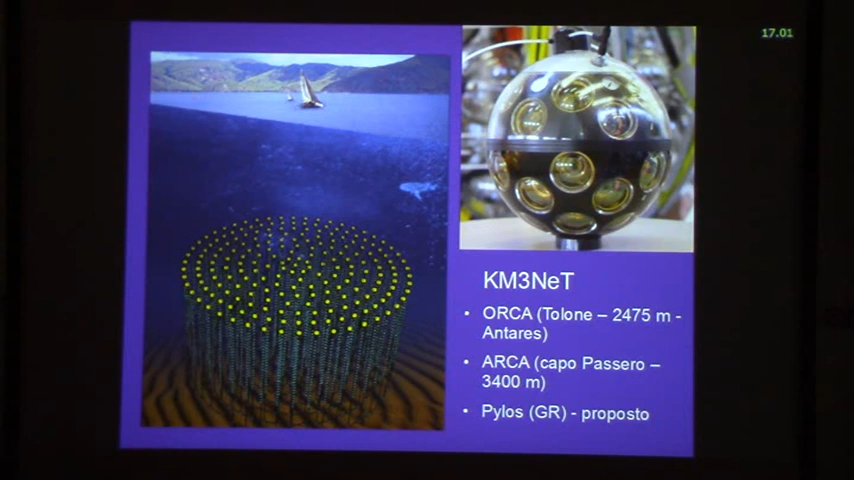 17.01
KM3NeT
• ORCA (Tolone – 2475 m -
Antares)
• ARCA (capo Passero –
3400 m)
• Pylos (GR) - proposto